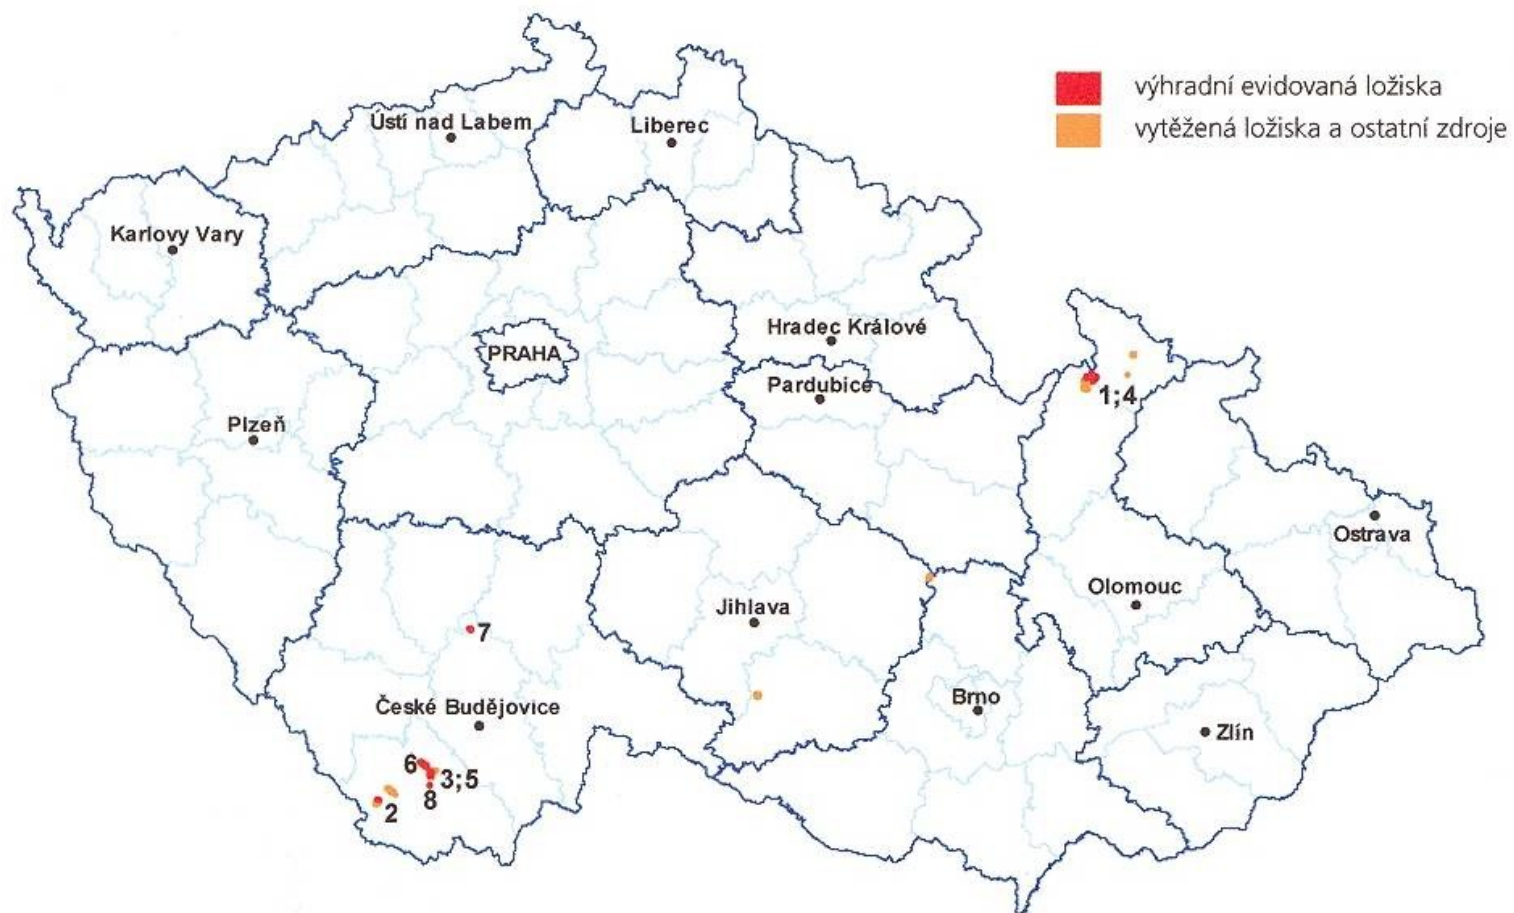 výhradní evidovaná ložiska
vytěžená ložiska a ostatní zdroje
Ústí nad Labem
Liberec
Karlovy Vary
Hradec Králové
PRAHA
Pardubice
1;4
Plzeň
Ostrava
Olomouc
Jihlava
7
Brno
České Budějovice
Zlín
6
3;5
8
2